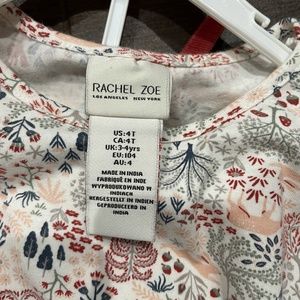 RACHEL ZOE
LOS ANGELES NEW YORK
US: 4T
CA: 4T
UK: 3-4yrs
EU: 104
AU: 4
MADE IN INDIA
FABRIQUÉ EN INDE
WYPRODUKOWANO W
INDIACH
HERGESTELLT IN INDIEN
GEPRODUCEERD IN
INDIA